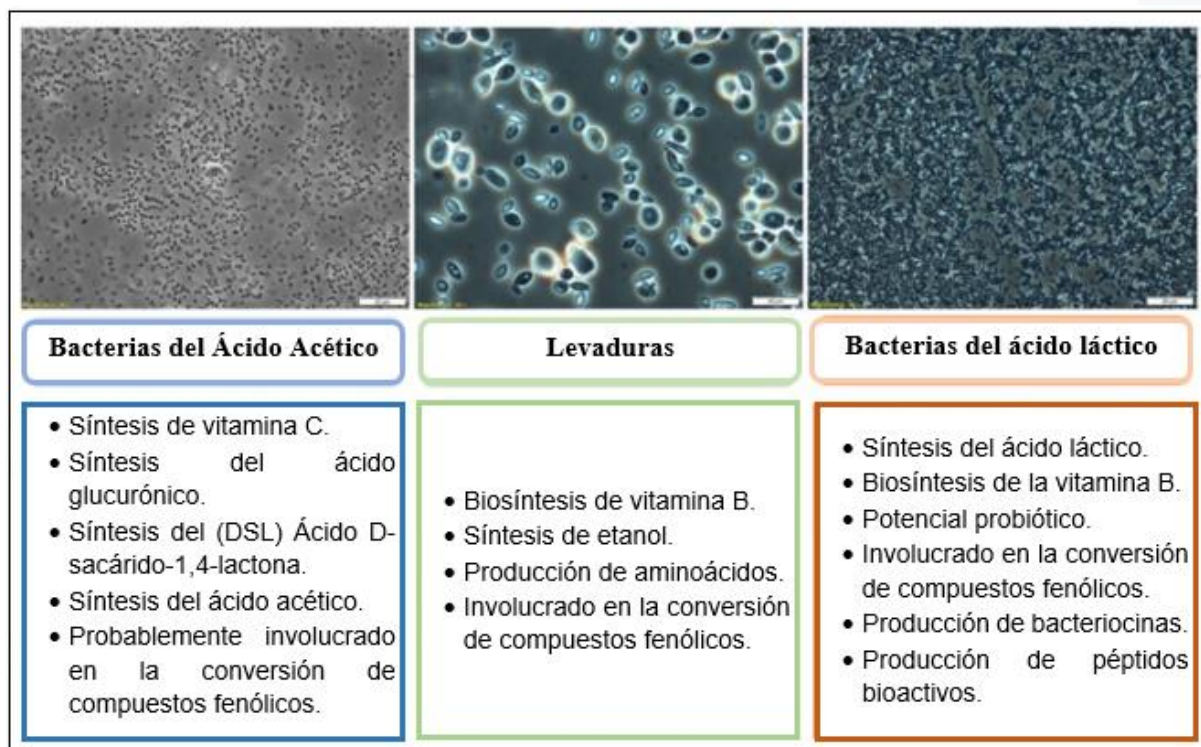 Bacterias del Ácido Acético
Levaduras
Bacterias del ácido láctico
• Síntesis de vitamina C.
• Síntesis del ácido
glucurónico.
• Síntesis del (DSL) Ácido D-
sacárido-1,4-lactona.
• Síntesis del ácido acético.
• Probablemente involucrado
en la conversión de
compuestos fenólicos.
• Biosíntesis de vitamina B.
• Síntesis de etanol.
• Producción de aminoácidos.
• Involucrado en la conversión
de compuestos fenólicos.
• Síntesis del ácido láctico.
• Biosíntesis de la vitamina B.
• Potencial probiótico.
• Involucrado en la conversión
de compuestos fenólicos.
• Producción de bacteriocinas.
• Producción de péptidos
bioactivos.